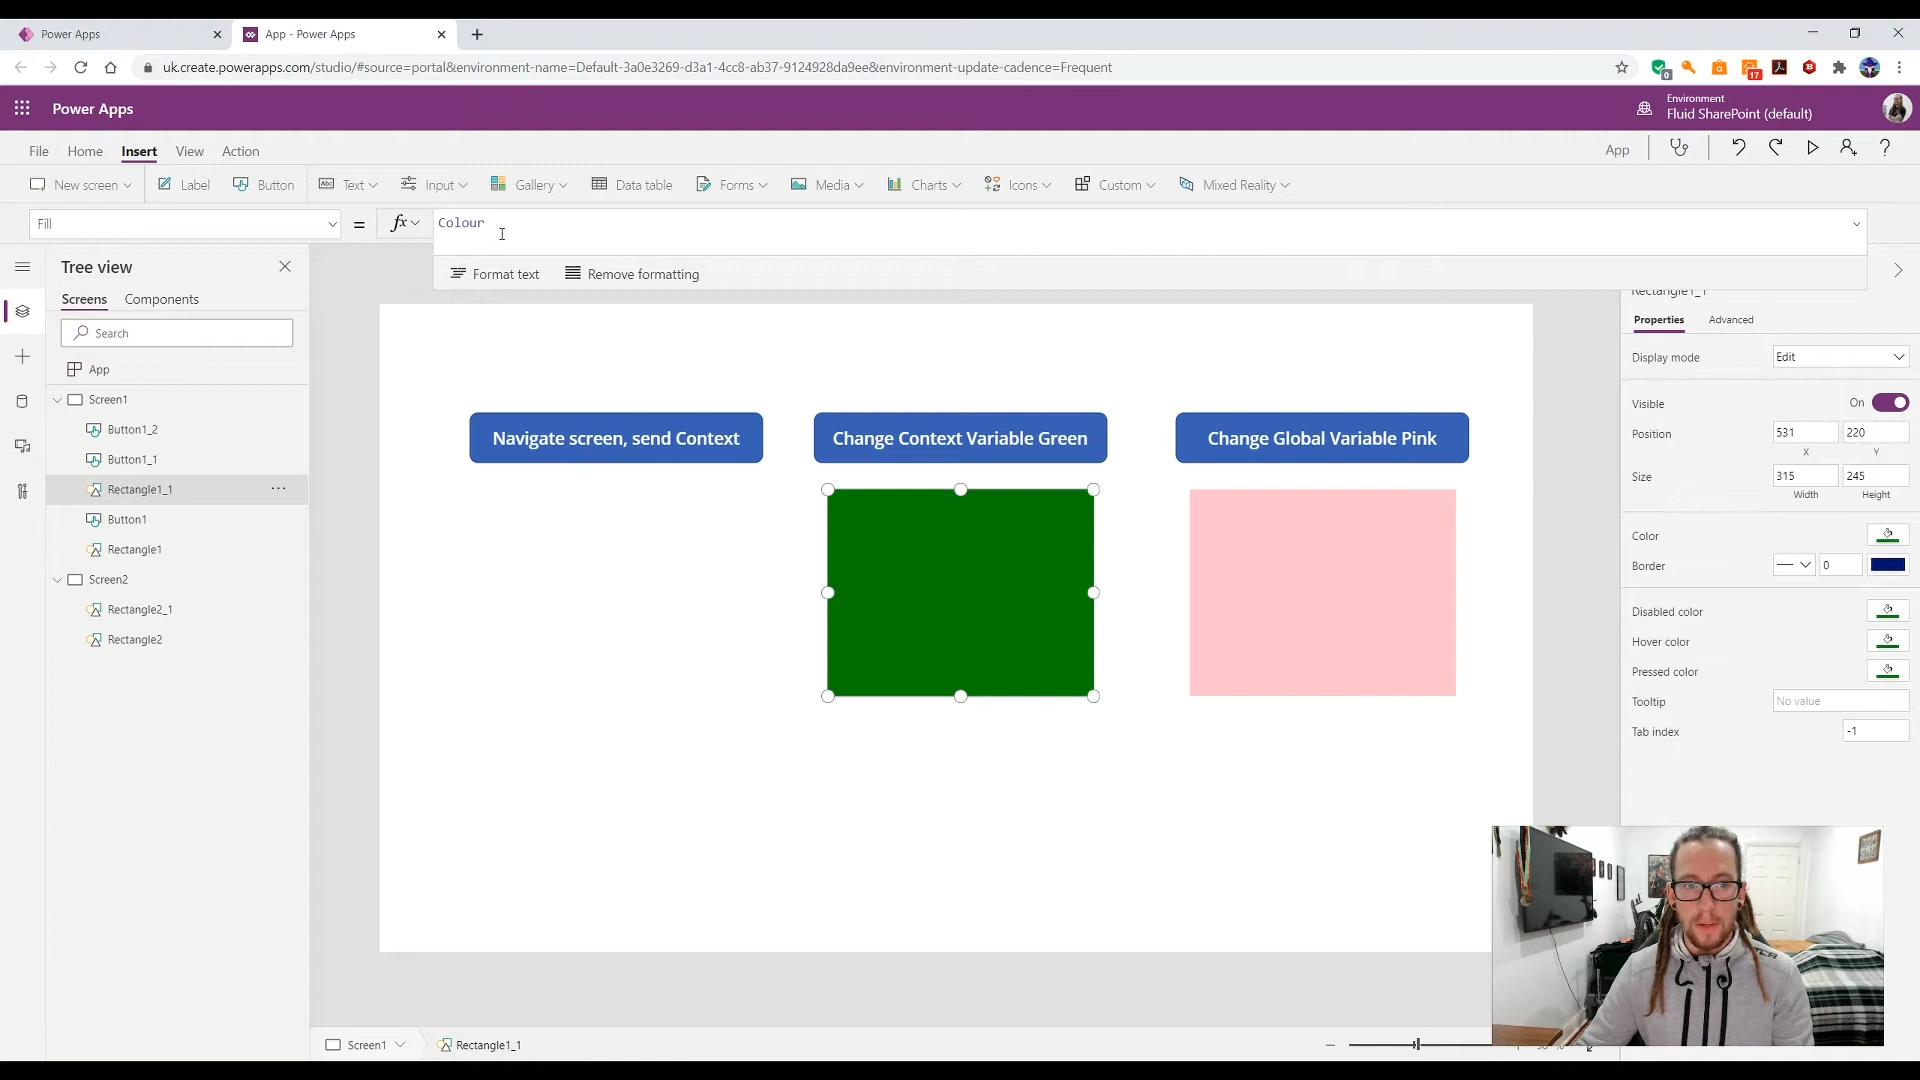 Power Apps
App - Power Apps
uk.create.powerapps.com/studio/#source=portal&environment-name=Default-3a0e3269-d3a1-4cc8-ab37-9124928da9ee&environment-update-cadence=Frequent
0
17
Power Apps
Environment
Fluid SharePoint (default)
File Home Insert View Action
App
New screen Label Button Text Input Gallery Data table Forms Media Charts Icons Custom Mixed Reality
Fill = fx Colour
Format text Remove formatting
Tree view
Screens Components
Search
App
Screen1
Button1_2
Button1_1
Rectangle1_1
Button1
Rectangle1
Screen2
Rectangle2_1
Rectangle2
Navigate screen, send Context
Change Context Variable Green
Change Global Variable Pink
Rectangle1_1
Properties Advanced
Display mode Edit
Visible On
Position 531 220
X Y
Size 315 245
Width Height
Color
Border 0
Disabled color
Hover color
Pressed color
Tooltip No value
Tab index -1
Screen1 Rectangle1_1